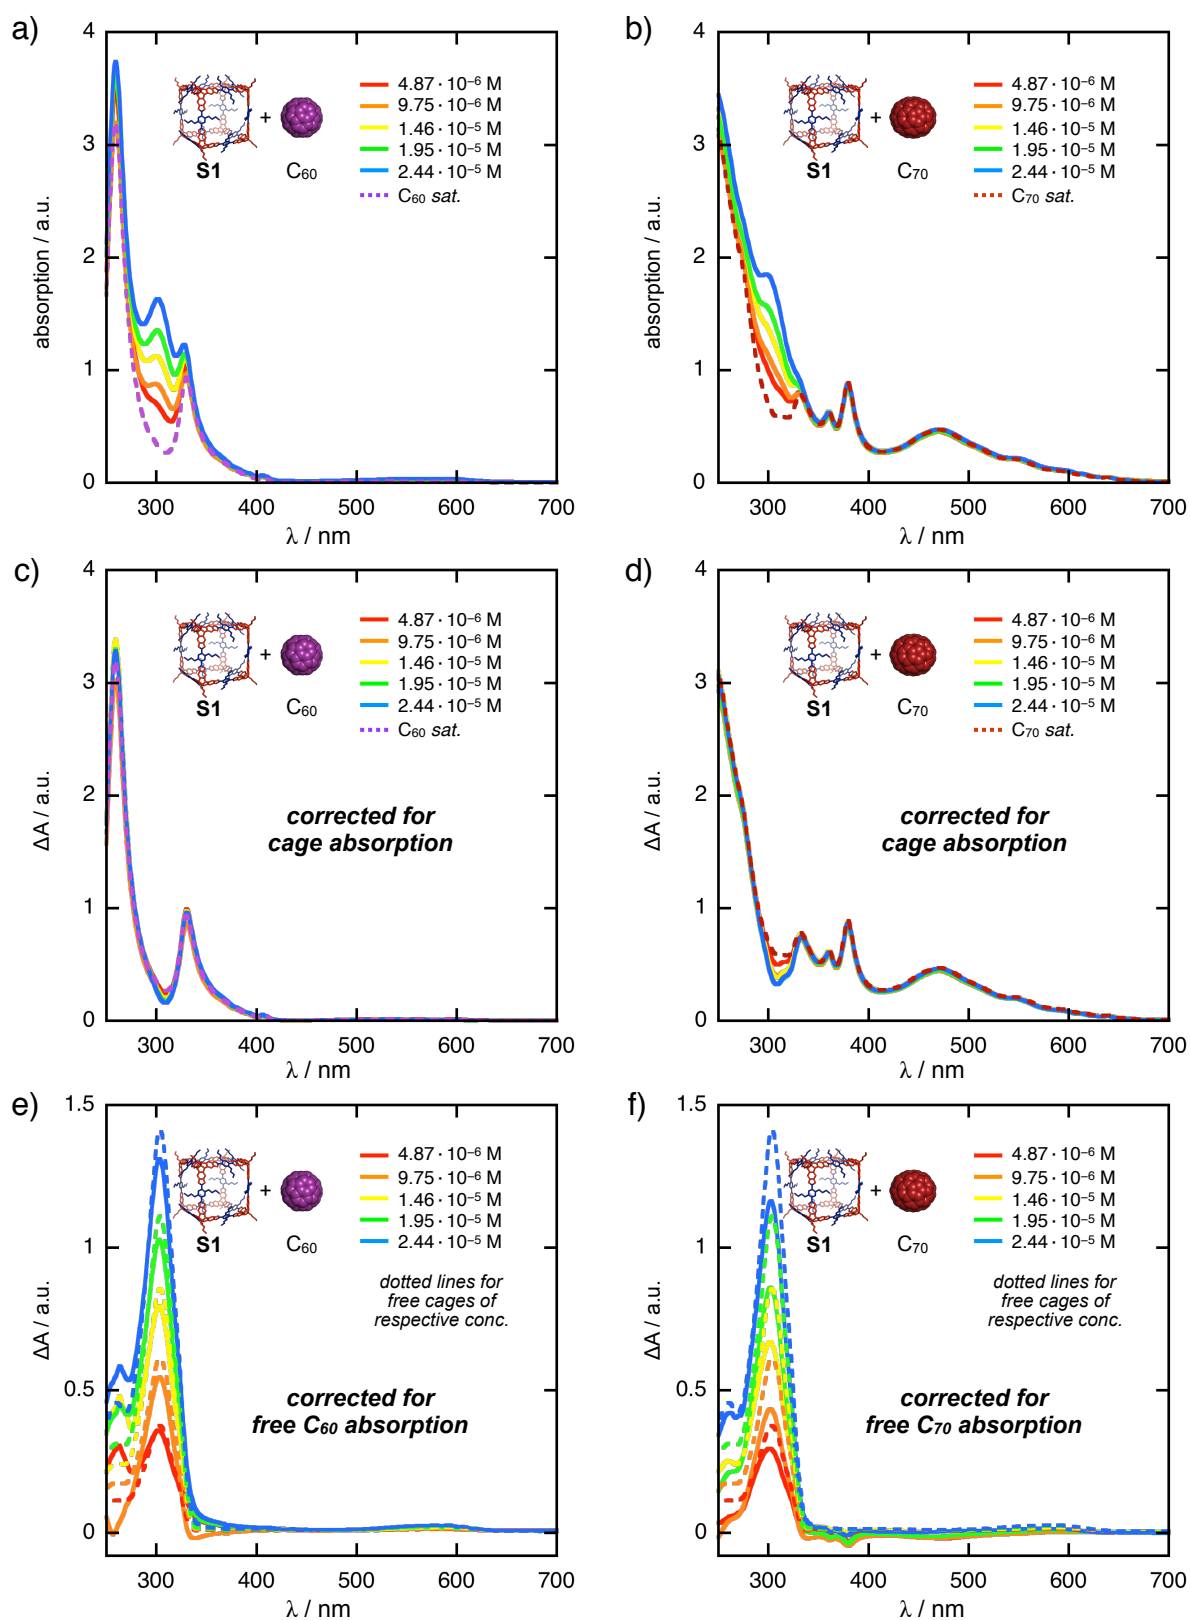 a)
4
3
2
1
0
absorption / a.u.
300 400 500 600 700
λ / nm
S1
+
C₆₀
4.87 · 10⁻⁶ M
9.75 · 10⁻⁶ M
1.46 · 10⁻⁵ M
1.95 · 10⁻⁵ M
2.44 · 10⁻⁵ M
C₆₀ sat.
b)
4
3
2
1
0
absorption / a.u.
300 400 500 600 700
λ / nm
S1
+
C₇₀
4.87 · 10⁻⁶ M
9.75 · 10⁻⁶ M
1.46 · 10⁻⁵ M
1.95 · 10⁻⁵ M
2.44 · 10⁻⁵ M
C₇₀ sat.
c)
4
3
2
1
0
ΔA / a.u.
300 400 500 600 700
λ / nm
S1
+
C₆₀
4.87 · 10⁻⁶ M
9.75 · 10⁻⁶ M
1.46 · 10⁻⁵ M
1.95 · 10⁻⁵ M
2.44 · 10⁻⁵ M
C₆₀ sat.
corrected for
cage absorption
d)
4
3
2
1
0
ΔA / a.u.
300 400 500 600 700
λ / nm
S1
+
C₇₀
4.87 · 10⁻⁶ M
9.75 · 10⁻⁶ M
1.46 · 10⁻⁵ M
1.95 · 10⁻⁵ M
2.44 · 10⁻⁵ M
C₇₀ sat.
corrected for
cage absorption
e)
1.5
1
0.5
0
ΔA / a.u.
300 400 500 600 700
λ / nm
S1
+
C₆₀
4.87 · 10⁻⁶ M
9.75 · 10⁻⁶ M
1.46 · 10⁻⁵ M
1.95 · 10⁻⁵ M
2.44 · 10⁻⁵ M
dotted lines for
free cages of
respective conc.
corrected for
free C₆₀ absorption
f)
1.5
1
0.5
0
ΔA / a.u.
300 400 500 600 700
λ / nm
S1
+
C₇₀
4.87 · 10⁻⁶ M
9.75 · 10⁻⁶ M
1.46 · 10⁻⁵ M
1.95 · 10⁻⁵ M
2.44 · 10⁻⁵ M
dotted lines for
free cages of
respective conc.
corrected for
free C₇₀ absorption